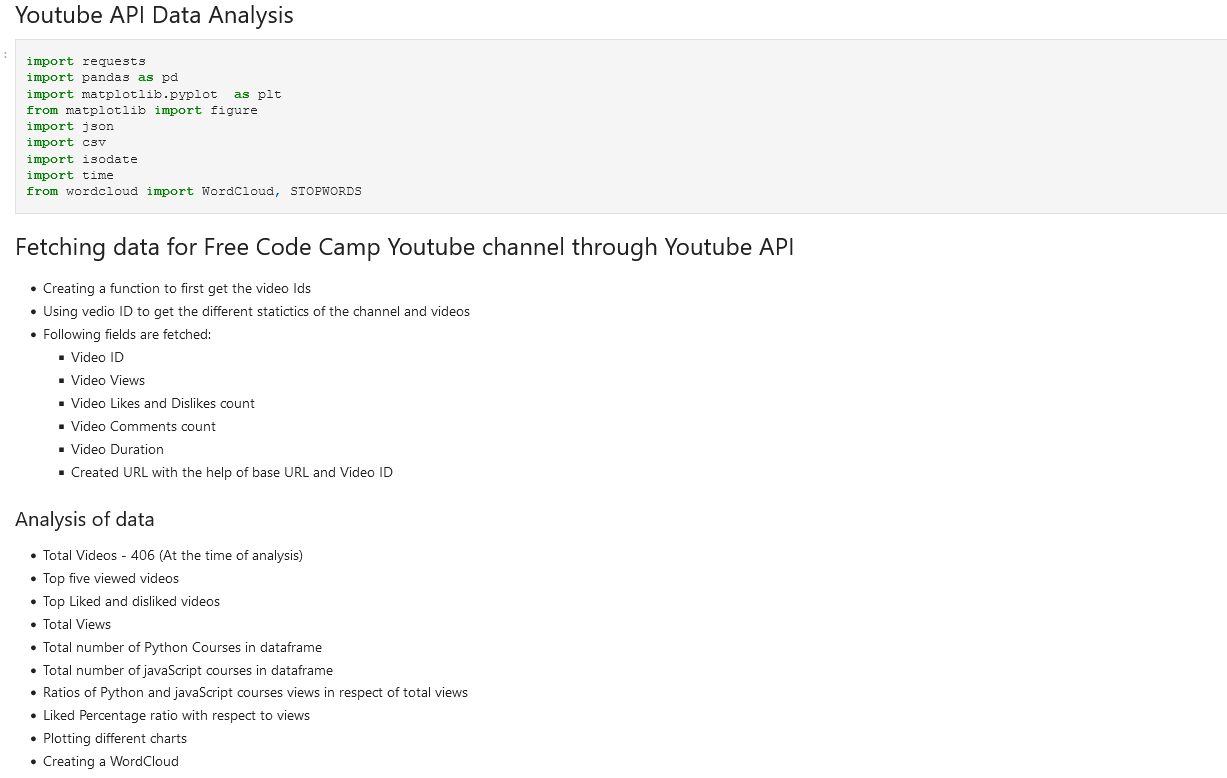 Youtube API Data Analysis
:
import requests
import pandas as pd
import matplotlib.pyplot  as plt
from matplotlib import figure
import json
import csv
import isodate
import time
from wordcloud import WordCloud, STOPWORDS
Fetching data for Free Code Camp Youtube channel through Youtube API
• Creating a function to first get the video Ids
• Using vedio ID to get the different statictics of the channel and videos
• Following fields are fetched:
▪ Video ID
▪ Video Views
▪ Video Likes and Dislikes count
▪ Video Comments count
▪ Video Duration
▪ Created URL with the help of base URL and Video ID
Analysis of data
• Total Videos - 406 (At the time of analysis)
• Top five viewed videos
• Top Liked and disliked videos
• Total Views
• Total number of Python Courses in dataframe
• Total number of javaScript courses in dataframe
• Ratios of Python and javaScript courses views in respect of total views
• Liked Percentage ratio with respect to views
• Plotting different charts
• Creating a WordCloud